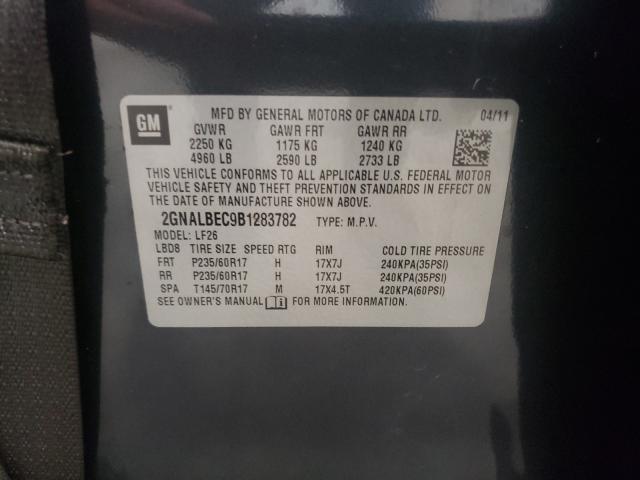 GM
MFD BY GENERAL MOTORS OF CANADA LTD. 04/11
GVWR GAWR FRT GAWR RR
2250 KG 1175 KG 1240 KG
4960 LB 2590 LB 2733 LB
THIS VEHICLE CONFORMS TO ALL APPLICABLE U.S. FEDERAL MOTOR
VEHICLE SAFETY AND THEFT PREVENTION STANDARDS IN EFFECT ON
THE DATE OF MANUFACTURE SHOWN ABOVE.
2GNALBEC9B1283782 TYPE: M.P.V.
MODEL: LF26
LBD8 TIRE SIZE SPEED RTG RIM COLD TIRE PRESSURE
FRT P235/60R17 H 17X7J 240KPA(35PSI)
RR P235/60R17 H 17X7J 240KPA(35PSI)
SPA T145/70R17 M 17X4.5T 420KPA(60PSI)
SEE OWNER'S MANUAL FOR MORE INFORMATION.